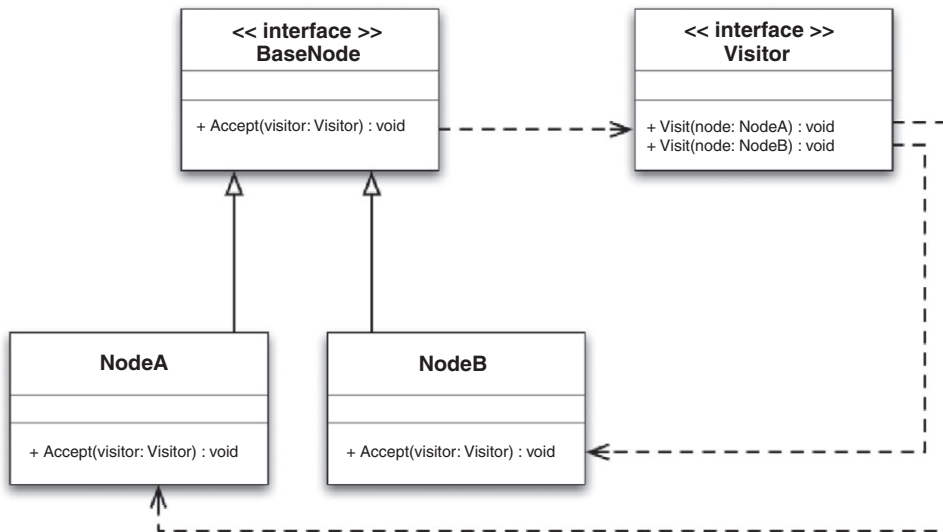 << interface >>
BaseNode
+ Accept(visitor: Visitor) : void
<< interface >>
Visitor
+ Visit(node: NodeA) : void
+ Visit(node: NodeB) : void
NodeA
+ Accept(visitor: Visitor) : void
NodeB
+ Accept(visitor: Visitor) : void